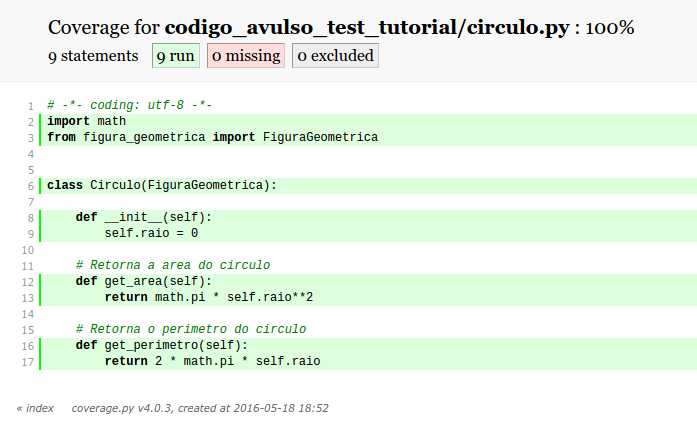 Coverage for codigo_avulso_test_tutorial/circulo.py : 100%
9 statements 9 run 0 missing 0 excluded
1 # -*- coding: utf-8 -*-
2 import math
3 from figura_geometrica import FiguraGeometrica
4
5
6 class Circulo(FiguraGeometrica):
7
8     def __init__(self):
9         self.raio = 0
10
11     # Retorna a area do circulo
12     def get_area(self):
13         return math.pi * self.raio**2
14
15     # Retorna o perimetro do circulo
16     def get_perimetro(self):
17         return 2 * math.pi * self.raio
« index coverage.py v4.0.3, created at 2016-05-18 18:52